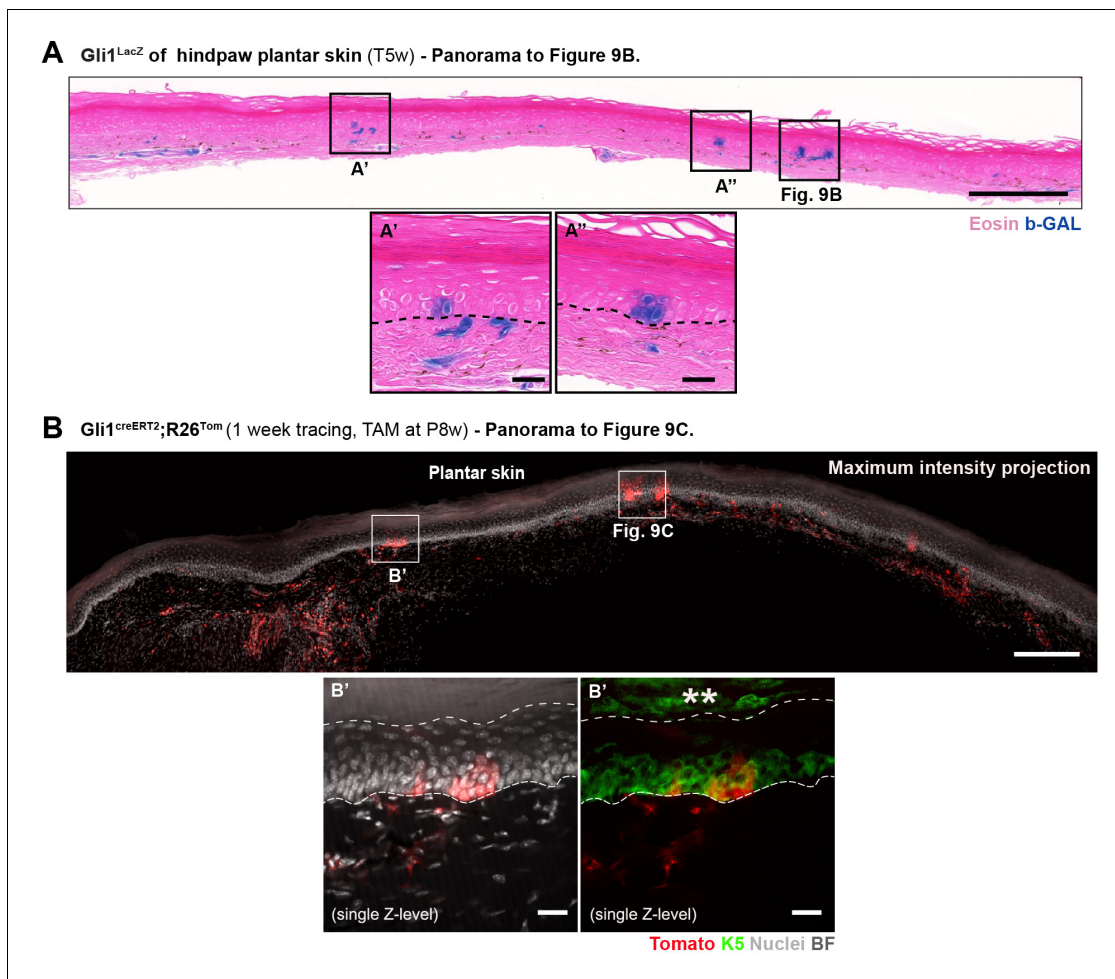 A Gli1LacZ of hindpaw plantar skin (T5w) - Panorama to Figure 9B.
A’
A”
Fig. 9B
Eosin b-GAL
A’
A”
B Gli1creERT2;R26Tom (1 week tracing, TAM at P8w) - Panorama to Figure 9C.
Plantar skin
Maximum intensity projection
Fig. 9C
B’
B’
B’
**
(single Z-level)
(single Z-level)
Tomato K5 Nuclei BF